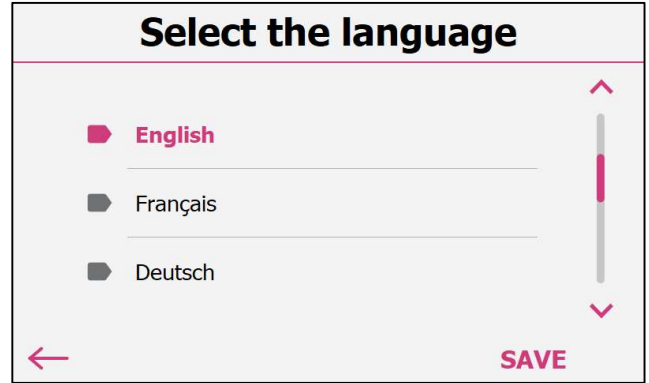 Select the language
English
Français
Deutsch
SAVE